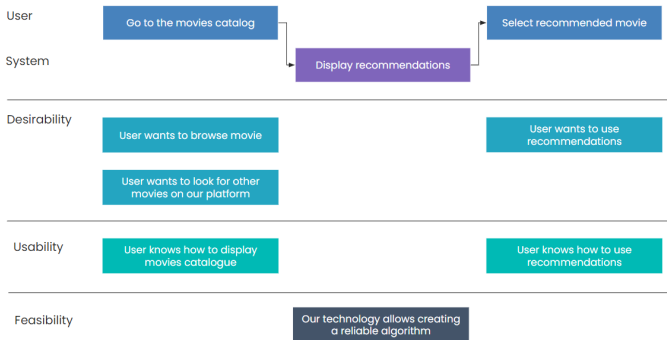 User
Go to the movies catalog
Select recommended movie
System
Display recommendations
Desirability
User wants to browse movie
User wants to use
recommendations
User wants to look for other
movies on our platform
Usability
User knows how to display
movies catalogue
User knows how to use
recommendations
Feasibility
Our technology allows creating
a reliable algorithm